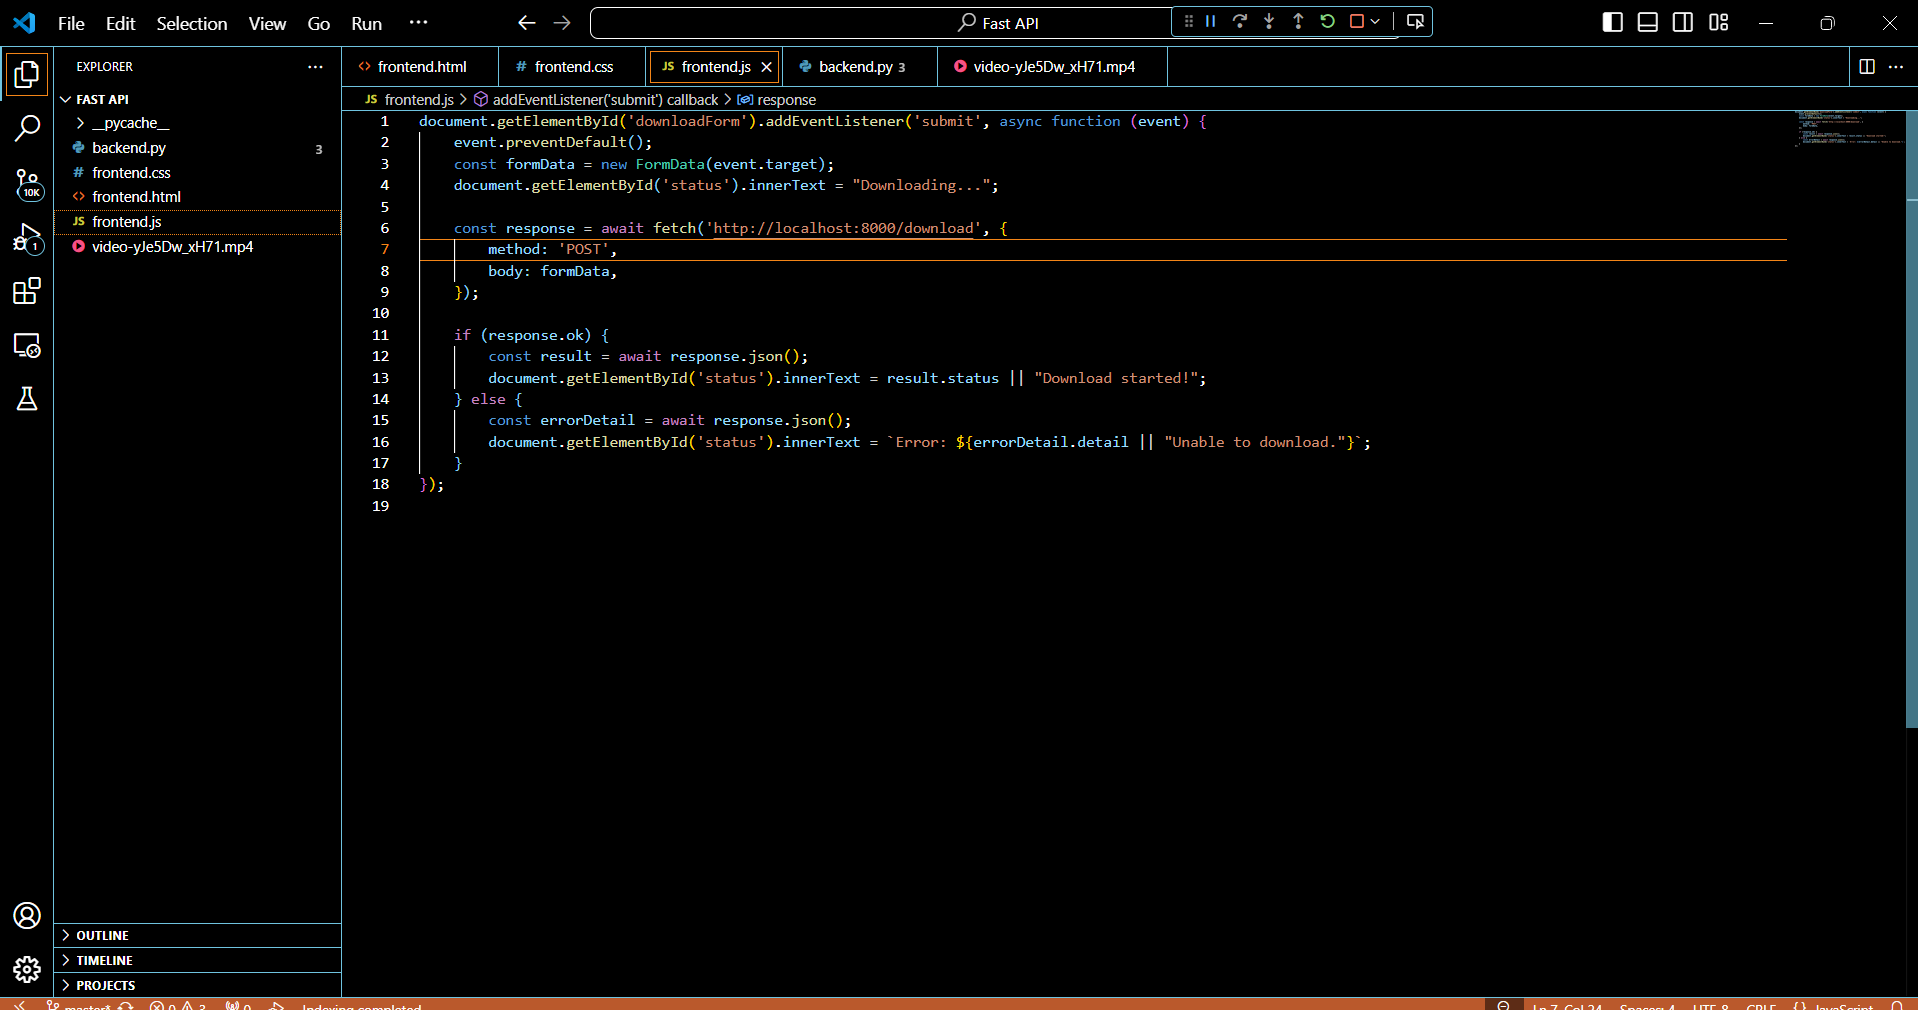 File Edit Selection View Go Run ···
Fast API
EXPLORER ···
FAST API
__pycache__
backend.py 3
frontend.css
frontend.html
JS frontend.js
video-yJe5Dw_xH71.mp4
10K
1
OUTLINE
TIMELINE
PROJECTS
<> frontend.html
# frontend.css
JS frontend.js
backend.py 3
video-yJe5Dw_xH71.mp4
JS frontend.js > addEventListener('submit') callback > response
1 document.getElementById('downloadForm').addEventListener('submit', async function (event) {
2 event.preventDefault();
3 const formData = new FormData(event.target);
4 document.getElementById('status').innerText = "Downloading...";
5
6 const response = await fetch('http://localhost:8000/download', {
7 method: 'POST',
8 body: formData,
9 });
10
11 if (response.ok) {
12 const result = await response.json();
13 document.getElementById('status').innerText = result.status || "Download started!";
14 } else {
15 const errorDetail = await response.json();
16 document.getElementById('status').innerText = `Error: ${errorDetail.detail || "Unable to download."}`;
17 }
18 });
19
master* 0 3 0 Indexing completed Ln 7, Col 24 Spaces: 4 UTF-8 CRLF {} JavaScript